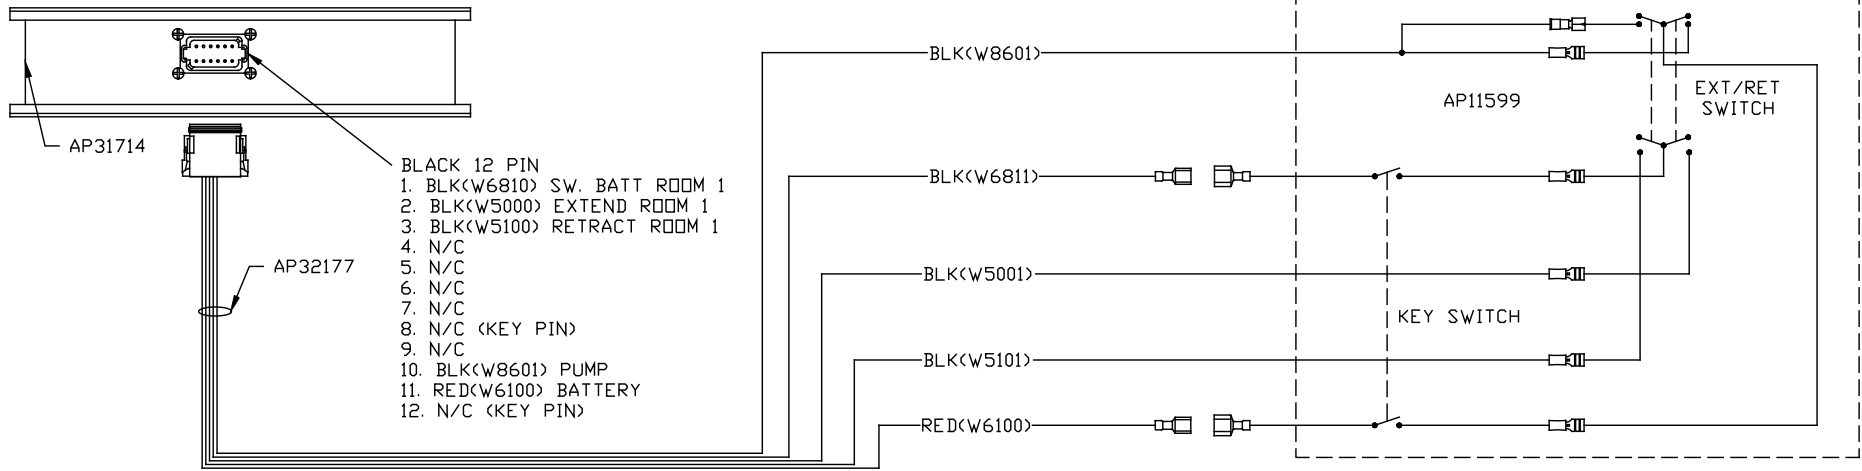 BLK(W8601)
AP11599
EXT/RET
SWITCH
AP31714
BLACK 12 PIN
1. BLK(W6810) SW. BATT ROOM 1
2. BLK(W5000) EXTEND ROOM 1
3. BLK(W5100) RETRACT ROOM 1
4. N/C
5. N/C
6. N/C
7. N/C
8. N/C (KEY PIN)
9. N/C
10. BLK(W8601) PUMP
11. RED(W6100) BATTERY
12. N/C (KEY PIN)
BLK(W6811)
AP32177
BLK(W5001)
KEY SWITCH
BLK(W5101)
RED(W6100)